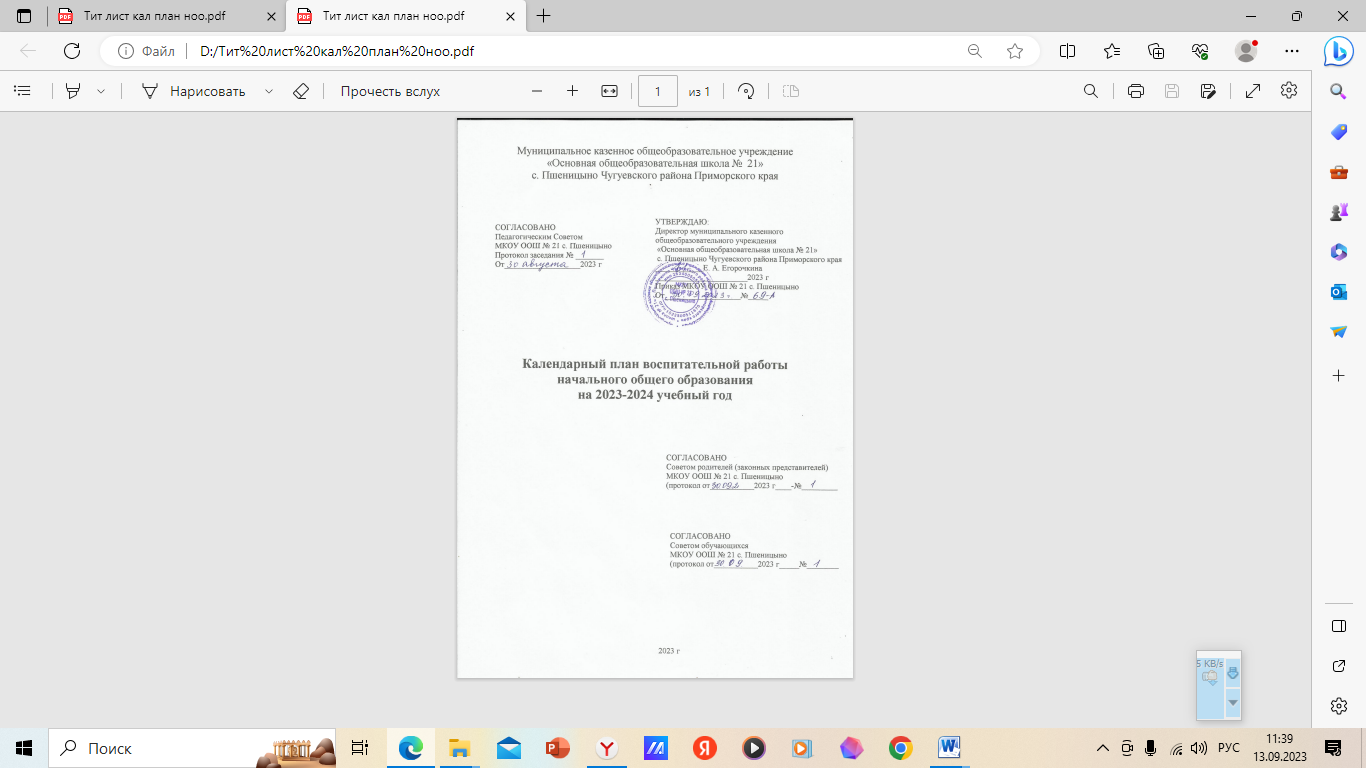 Тит лист кал план ноо.pdf
Тит лист кал план ноо.pdf
Файл
D:/Тит%20лист%20кал%20план%20ноо.pdf
Нарисовать
Прочесть вслух
1
из 1
Муниципальное казенное общеобразовательное учреждение
«Основная общеобразовательная школа № 21»
с. Пшеницыно Чугуевского района Приморского края
СОГЛАСОВАНО
Педагогическим Советом
МКОУ ООШ № 21 с. Пшеницыно
Протокол заседания № 1
От 30 августа 2023 г
УТВЕРЖДАЮ:
Директор муниципального казенного
общеобразовательного учреждения
«Основная общеобразовательная школа № 21»
с. Пшеницыно Чугуевского района Приморского края
Е. А. Егорочкина
2023 г
Приказ МКОУ ООШ № 21 с. Пшеницыно
От № 69-А
Календарный план воспитательной работы
начального общего образования
на 2023-2024 учебный год
СОГЛАСОВАНО
Советом родителей (законных представителей)
МКОУ ООШ № 21 с. Пшеницыно
(протокол от 2023 г____-№ 1
СОГЛАСОВАНО
Советом обучающихся
МКОУ ООШ № 21 с. Пшеницыно
(протокол от 30 09 2023 г_____№ 1
2023 г
5 KB/s
Поиск
РУС
11:39
13.09.2023